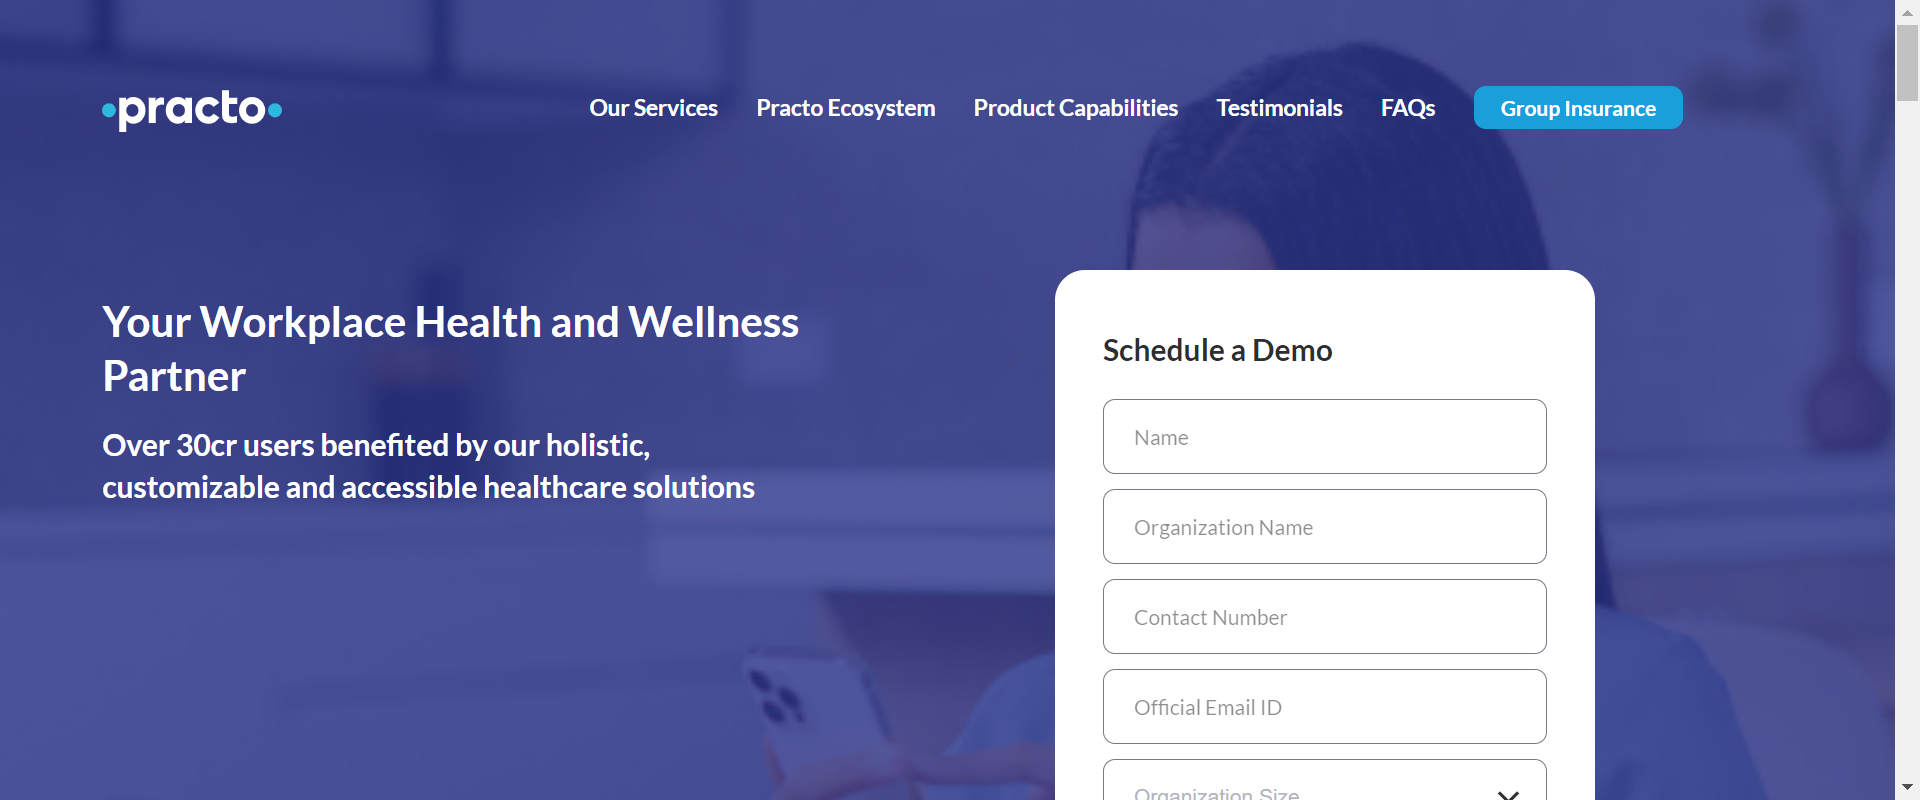 practo
Our Services
Practo Ecosystem
Product Capabilities
Testimonials
FAQs
Group Insurance
Your Workplace Health and Wellness
Partner
Over 30cr users benefited by our holistic,
customizable and accessible healthcare solutions
Schedule a Demo
Name
Organization Name
Contact Number
Official Email ID
Organization Size